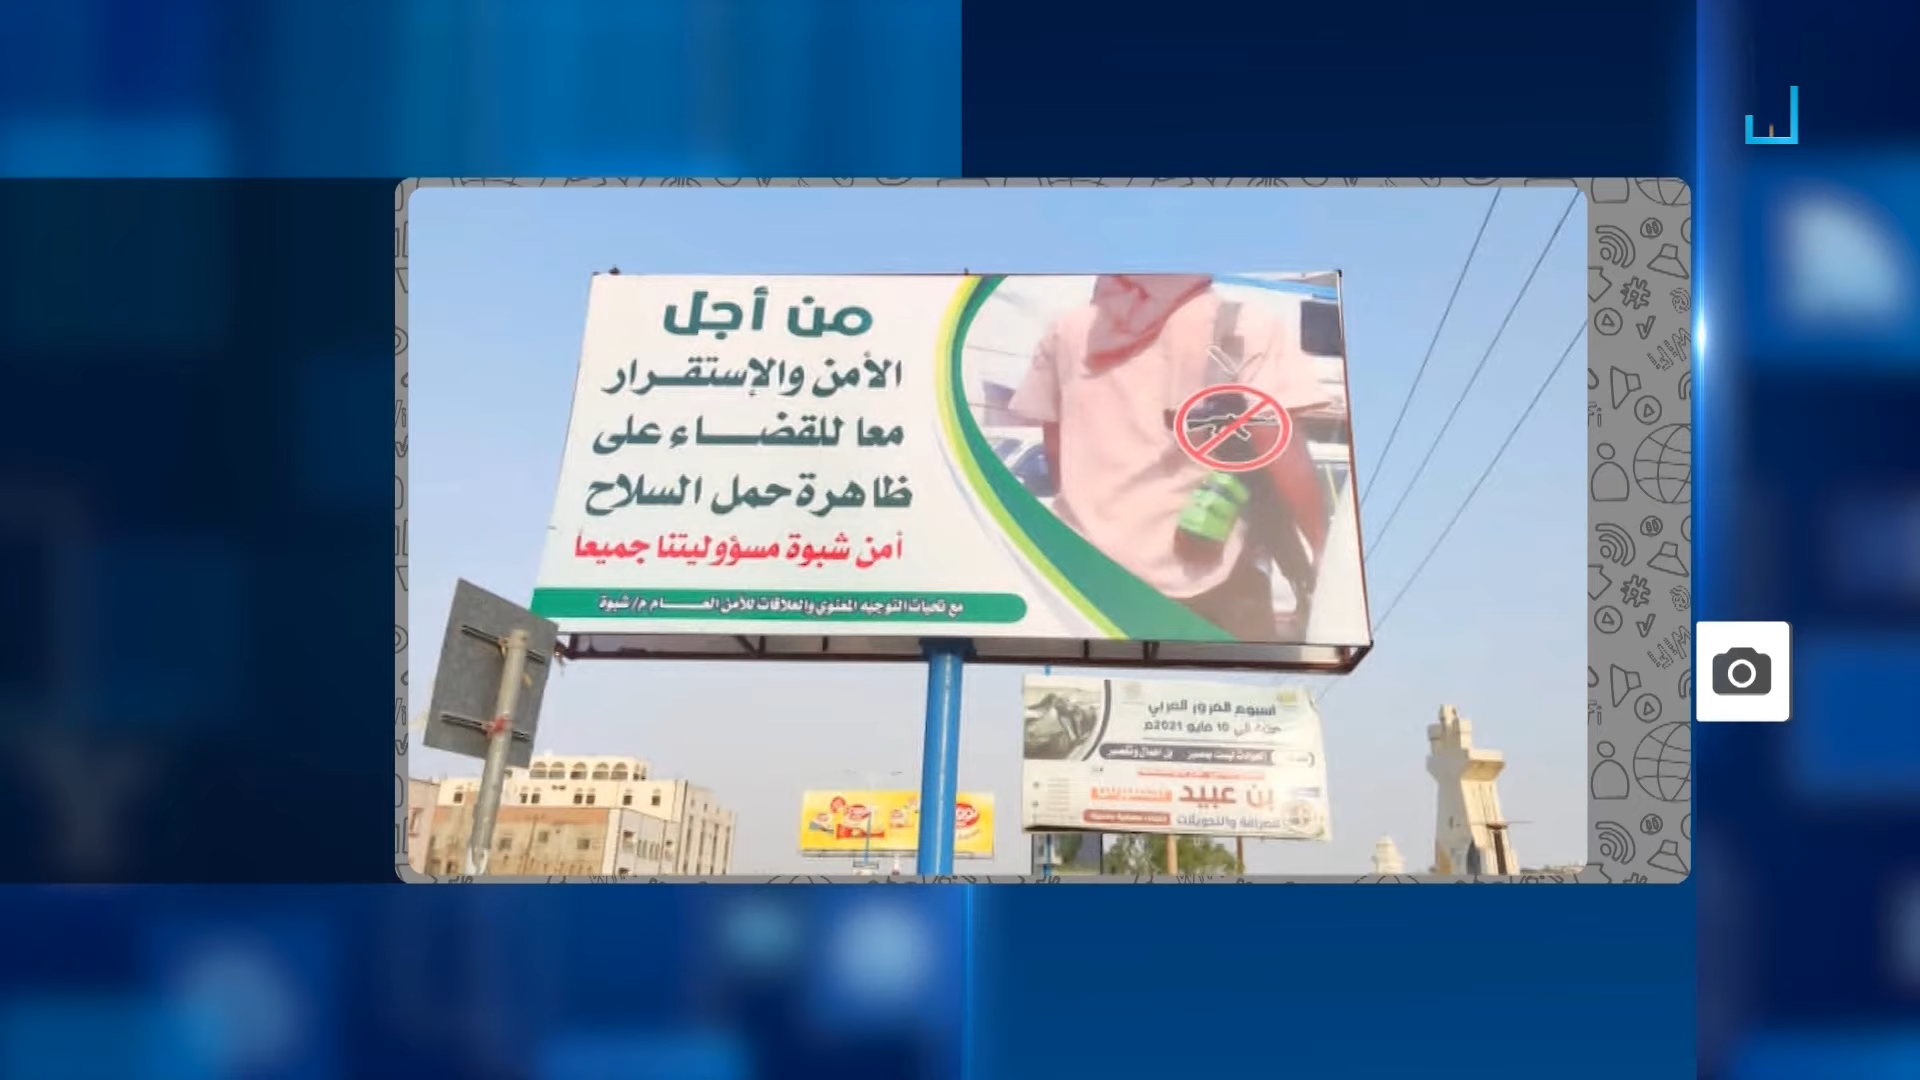 من أجل
الأمن والإستقرار
معا للقضاء على
ظاهرة حمل السلاح
أمن شبوة مسؤوليتنا جميعاً
مع تحيات التوجيه المعنوي والعلاقات للأمن العام م/شبوة
أسبوع المرور العربي
10 مايو 2021م
بن عبيد
للصرافة والتحويلات